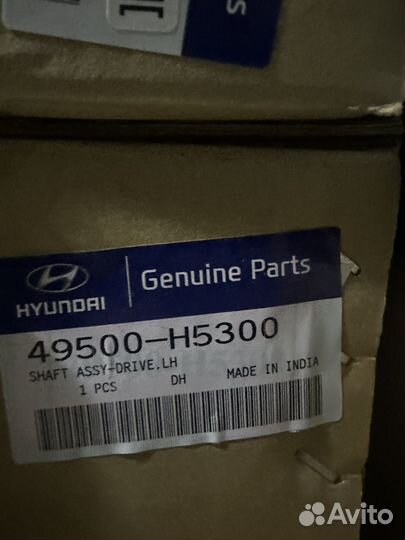 HYUNDAI
Genuine Parts
49500-H5300
SHAFT ASSY-DRIVE,LH
1 PCS DH MADE IN INDIA
Avito